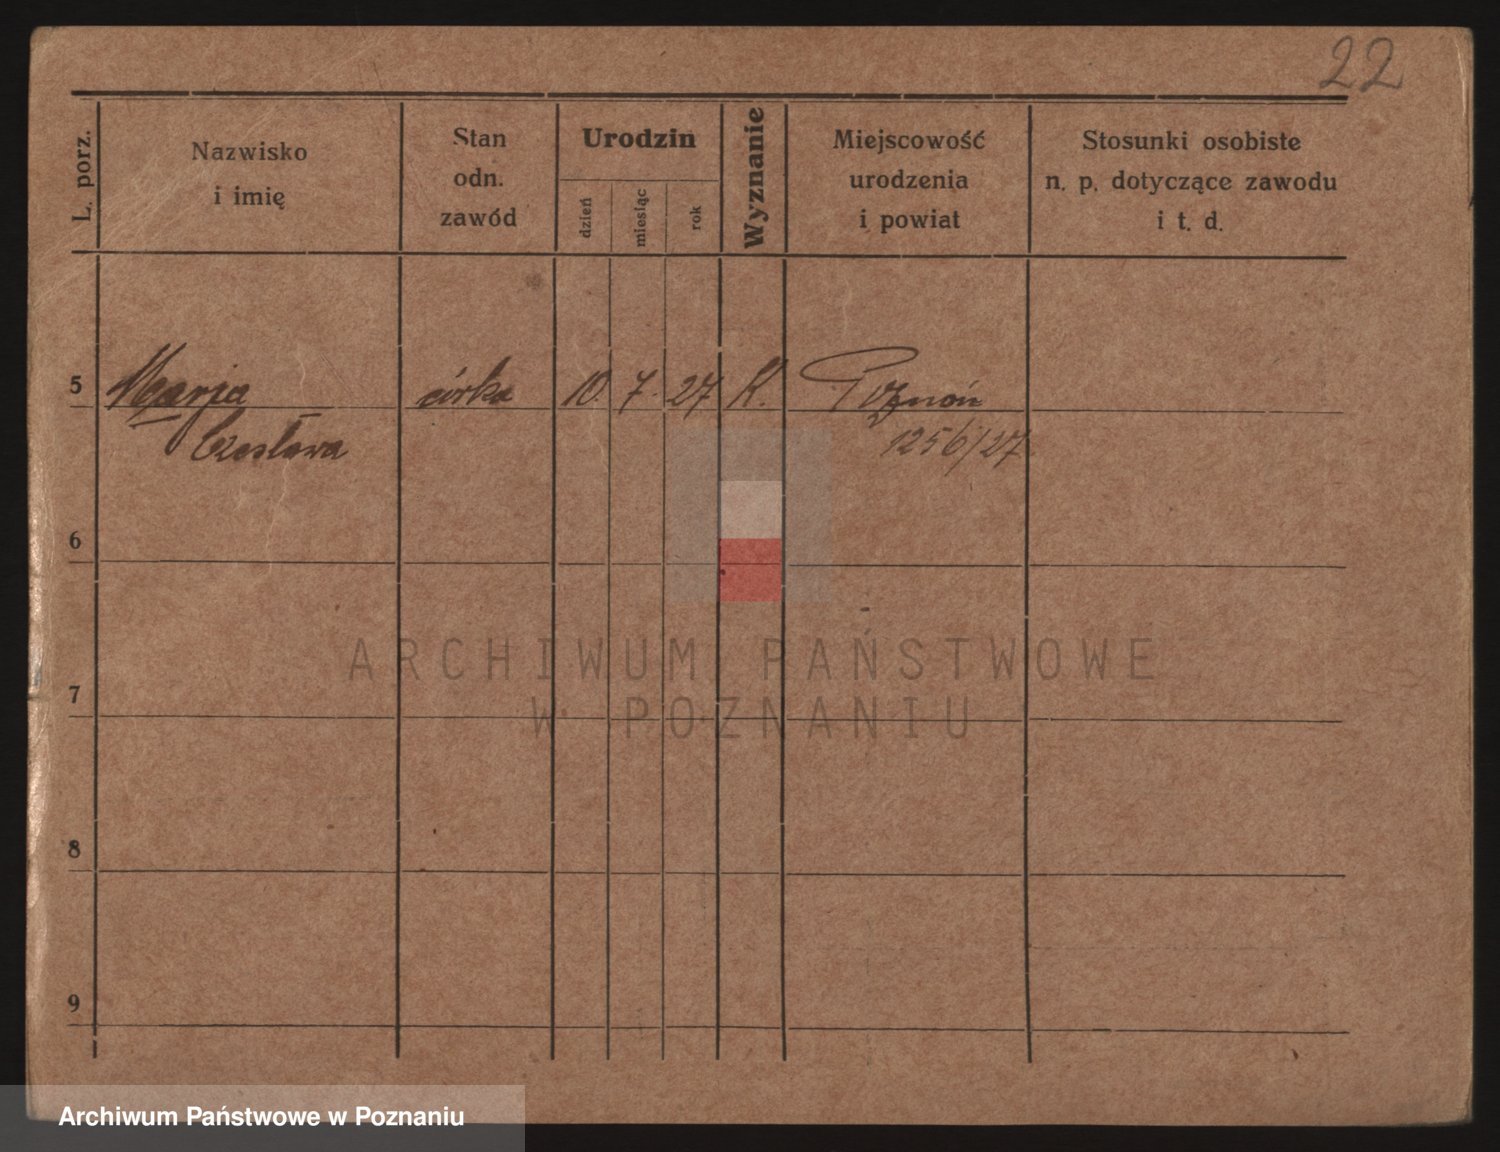 22
L. porz.
Nazwisko
i imię
Stan
odn.
zawód
Urodzin
dzień
miesiąc
rok
Wyznanie
Miejscowość
urodzenia
i powiat
Stosunki osobiste
n. p. dotyczące zawodu
i t. d.
5 Marja córka 10. 7. 27 K. Poznań
Czesława 1256/27
6
ARCHIWUM PAŃSTWOWE
7
W POZNANIU
8
9
Archiwum Państwowe w Poznaniu